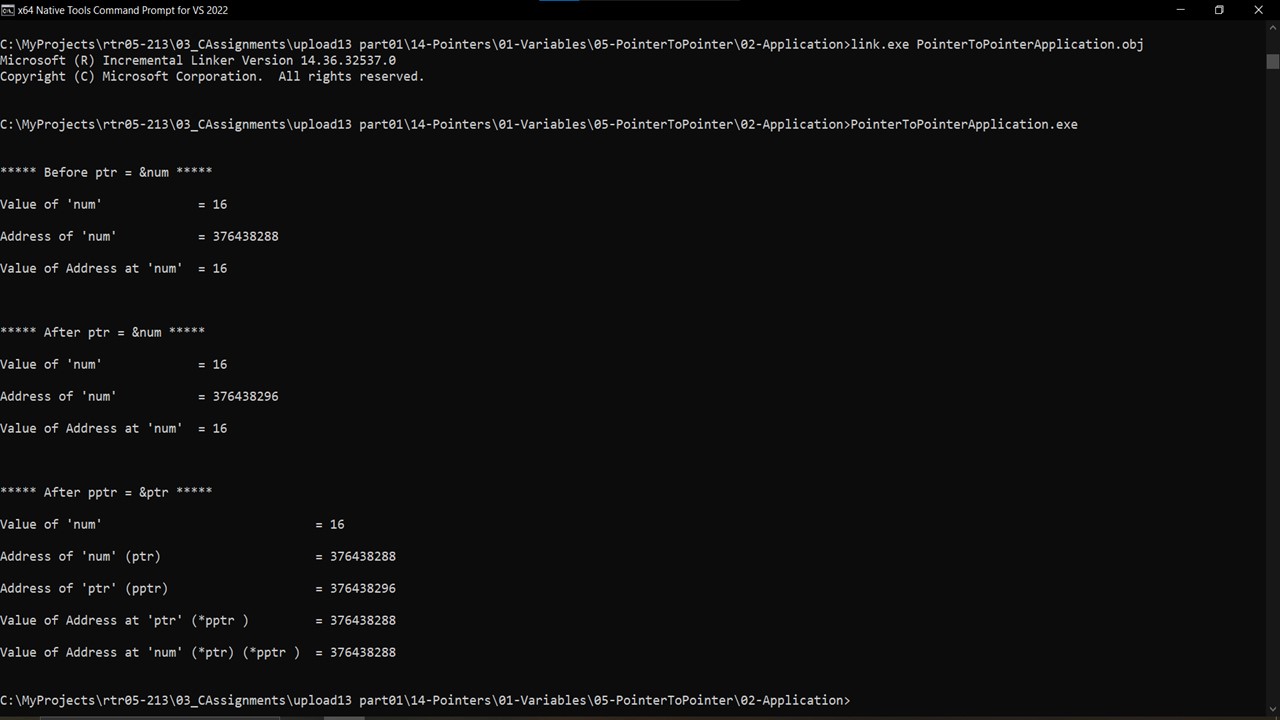 x64 Native Tools Command Prompt for VS 2022
C:\MyProjects\rtr05-213\03_CAssignments\upload13 part01\14-Pointers\01-Variables\05-PointerToPointer\02-Application>link.exe PointerToPointerApplication.obj
Microsoft (R) Incremental Linker Version 14.36.32537.0
Copyright (C) Microsoft Corporation.  All rights reserved.
C:\MyProjects\rtr05-213\03_CAssignments\upload13 part01\14-Pointers\01-Variables\05-PointerToPointer\02-Application>PointerToPointerApplication.exe
***** Before ptr = &num *****
Value of 'num'             = 16
Address of 'num'           = 376438288
Value of Address at 'num'  = 16
***** After ptr = &num *****
Value of 'num'             = 16
Address of 'num'           = 376438296
Value of Address at 'num'  = 16
***** After pptr = &ptr *****
Value of 'num'                             = 16
Address of 'num' (ptr)                     = 376438288
Address of 'ptr' (pptr)                    = 376438296
Value of Address at 'ptr' (*pptr )         = 376438288
Value of Address at 'num' (*ptr) (*pptr )  = 376438288
C:\MyProjects\rtr05-213\03_CAssignments\upload13 part01\14-Pointers\01-Variables\05-PointerToPointer\02-Application>